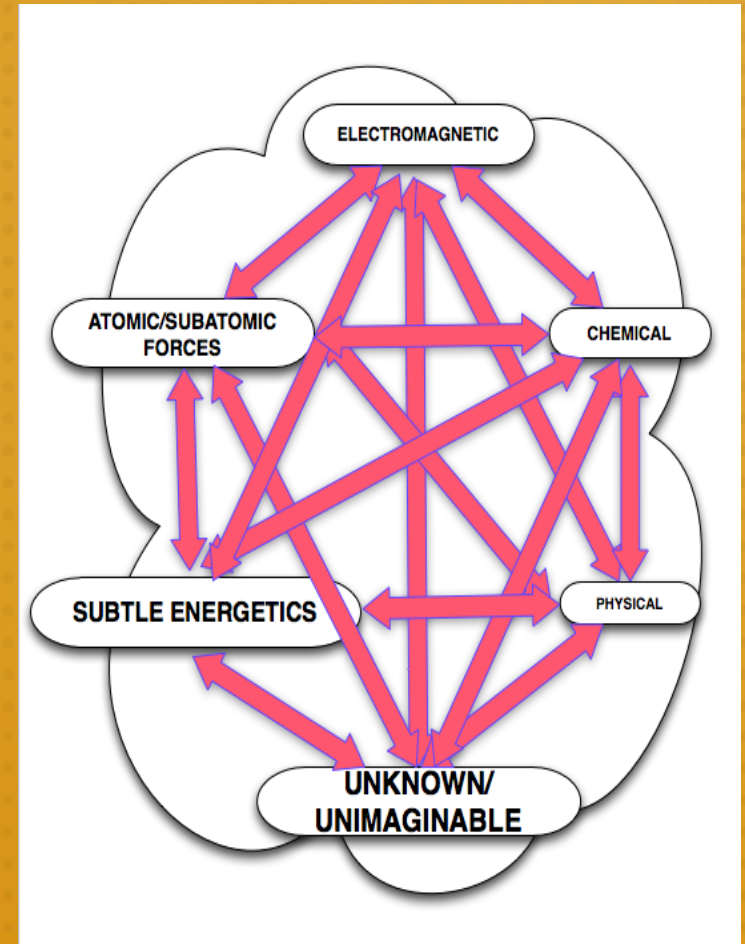 ELECTROMAGNETIC
ATOMIC/SUBATOMIC
FORCES
CHEMICAL
SUBTLE ENERGETICS
PHYSICAL
UNKNOWN/
UNIMAGINABLE